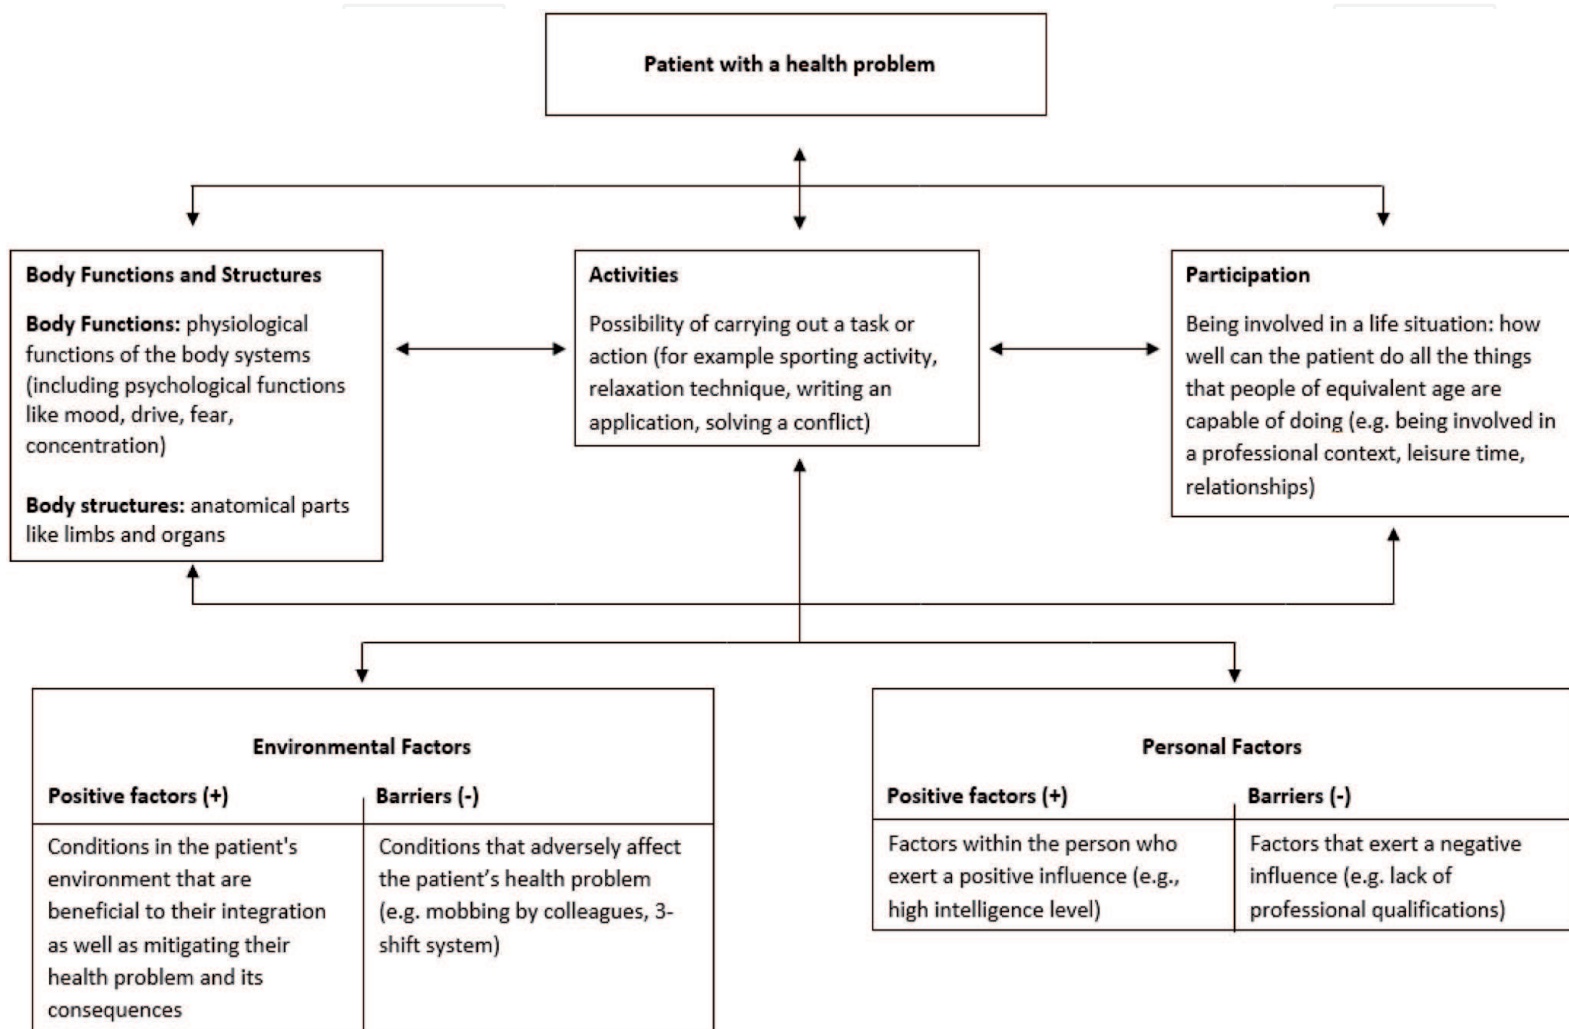 Patient with a health problem
Body Functions and Structures
Body Functions: physiological
functions of the body systems
(including psychological functions
like mood, drive, fear,
concentration)
Body structures: anatomical parts
like limbs and organs
Activities
Possibility of carrying out a task or
action (for example sporting activity,
relaxation technique, writing an
application, solving a conflict)
Participation
Being involved in a life situation: how
well can the patient do all the things
that people of equivalent age are
capable of doing (e.g. being involved in
a professional context, leisure time,
relationships)
Environmental Factors
Positive factors (+)
Conditions in the patient's
environment that are
beneficial to their integration
as well as mitigating their
health problem and its
consequences
Barriers (-)
Conditions that adversely affect
the patient's health problem
(e.g. mobbing by colleagues, 3-
shift system)
Personal Factors
Positive factors (+)
Factors within the person who
exert a positive influence (e.g.,
high intelligence level)
Barriers (-)
Factors that exert a negative
influence (e.g. lack of
professional qualifications)